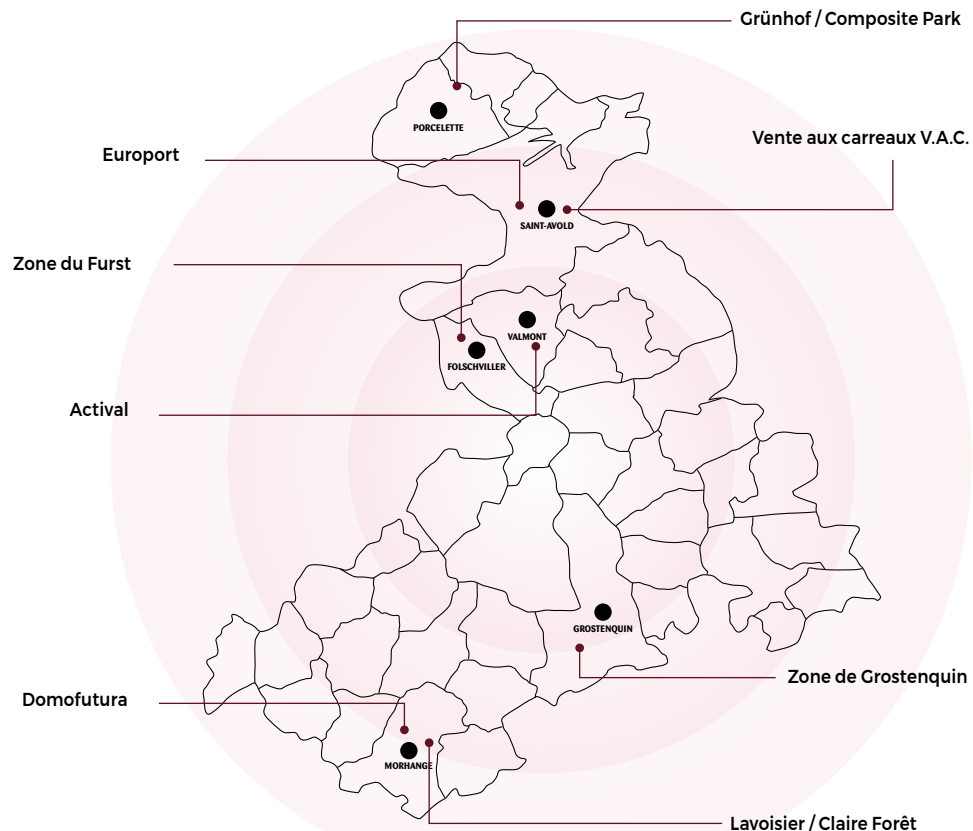 Grünhof / Composite Park
PORCELETTE
Vente aux carreaux V.A.C.
Europort
SAINT-AVOLD
Zone du Furst
VALMONT
FOLSCHVILLER
Actival
GROSTENQUIN
Zone de Grostenquin
Domofutura
MORHANGE
Lavoisier / Claire Forêt